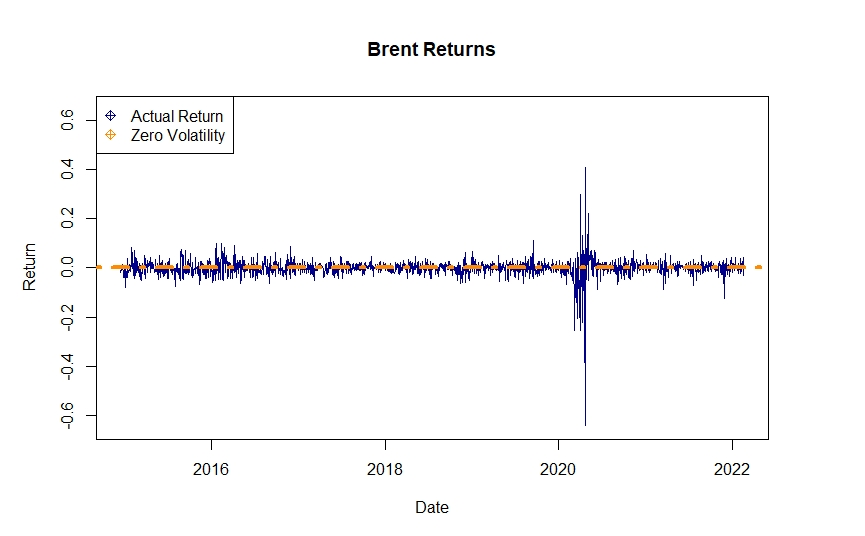 Brent Returns
Actual Return
Zero Volatility
0.6
0.4
0.2
0.0
-0.2
-0.4
-0.6
Return
2016 2018 2020 2022
Date